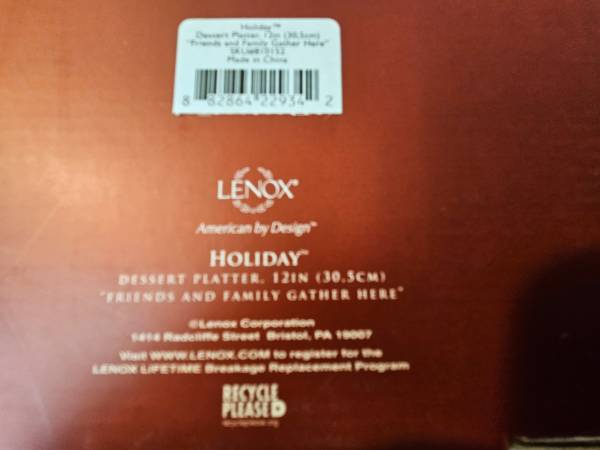 Holiday™
Dessert Platter, 12in (30.5cm)
"Friends and Family Gather Here"
Made in China
8 82864 22934 2
LENOX®
American by Design™
HOLIDAY™
DESSERT PLATTER, 12IN (30.5CM)
"FRIENDS AND FAMILY GATHER HERE"
©Lenox Corporation
1414 Radcliffe Street Bristol, PA 19007
Visit WWW.LENOX.COM to register for the
LENOX LIFETIME Breakage Replacement Program
RECYCLE
PLEASE